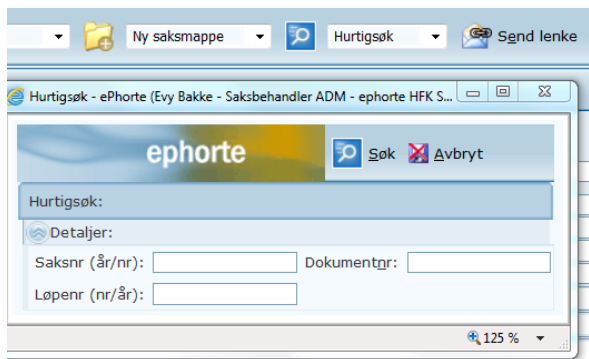 Ny saksmappe Hurtigsøk Send lenke
Hurtigsøk - ePhorte (Evy Bakke - Saksbehandler ADM - ephorte HFK S...
ephorte Søk Avbryt
Hurtigsøk:
Detaljer:
Saksnr (år/nr): Dokumentnr:
Løpenr (nr/år):
125 %